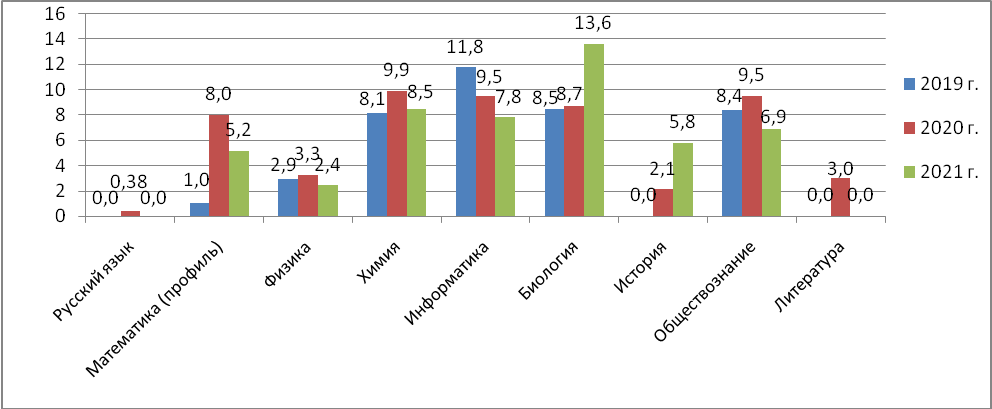 16
14
12
10
8
6
4
2
0
0,0 0,38 0,0
1,0 8,0 5,2
2,9 3,3 2,4
8,1 9,9 8,5
11,8 9,5 7,8
8,5 8,7 13,6
0,0 2,1 5,8
8,4 9,5 6,9
0,0 3,0 0,0
Русский язык
Математика (профиль)
Физика
Химия
Информатика
Биология
История
Обществознание
Литература
2019 г.
2020 г.
2021 г.